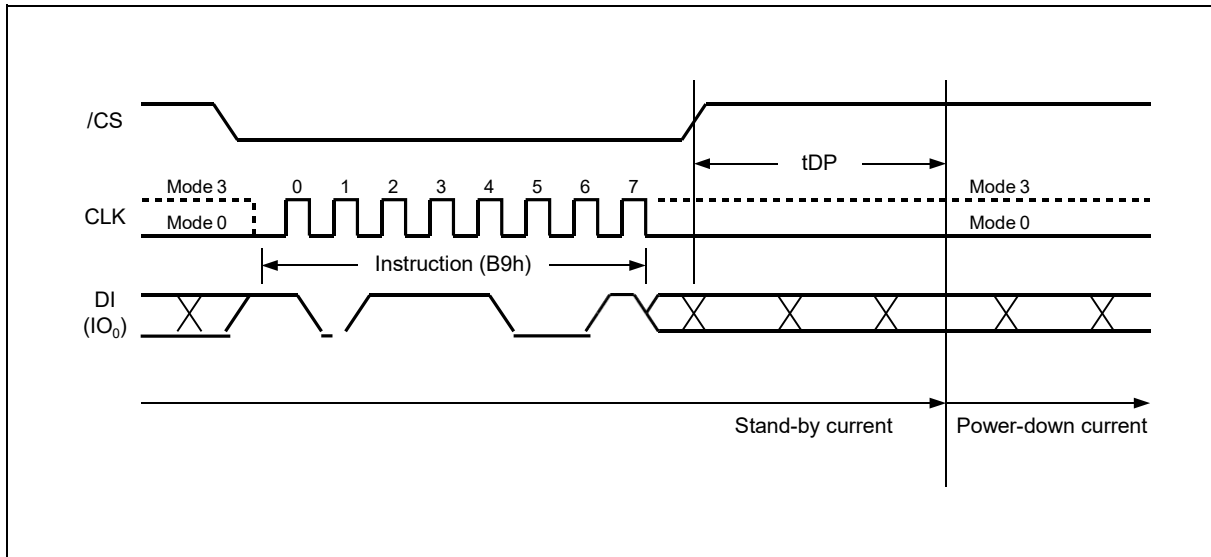 /CS
tDP
Mode 3
0 1 2 3 4 5 6 7
Mode 3
CLK
Mode 0
Mode 0
Instruction (B9h)
DI
(IO₀)
Stand-by current
Power-down current